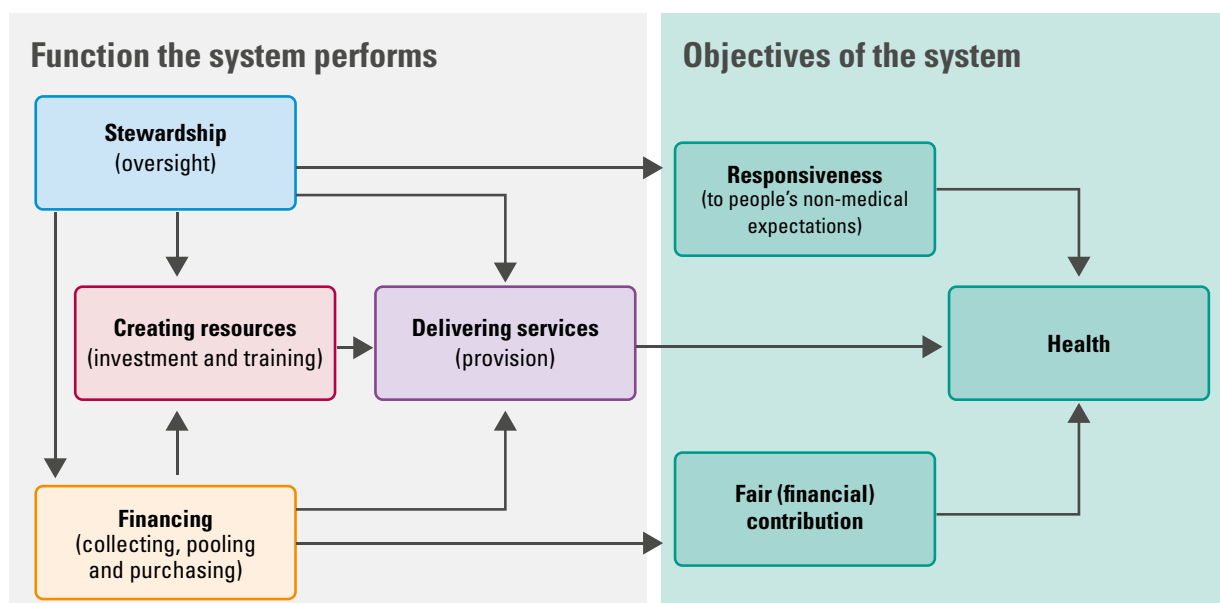 Function the system performs
Objectives of the system
Stewardship
(oversight)
Responsiveness
(to people's non-medical
expectations)
Creating resources
(investment and training)
Delivering services
(provision)
Health
Financing
(collecting, pooling
and purchasing)
Fair (financial)
contribution